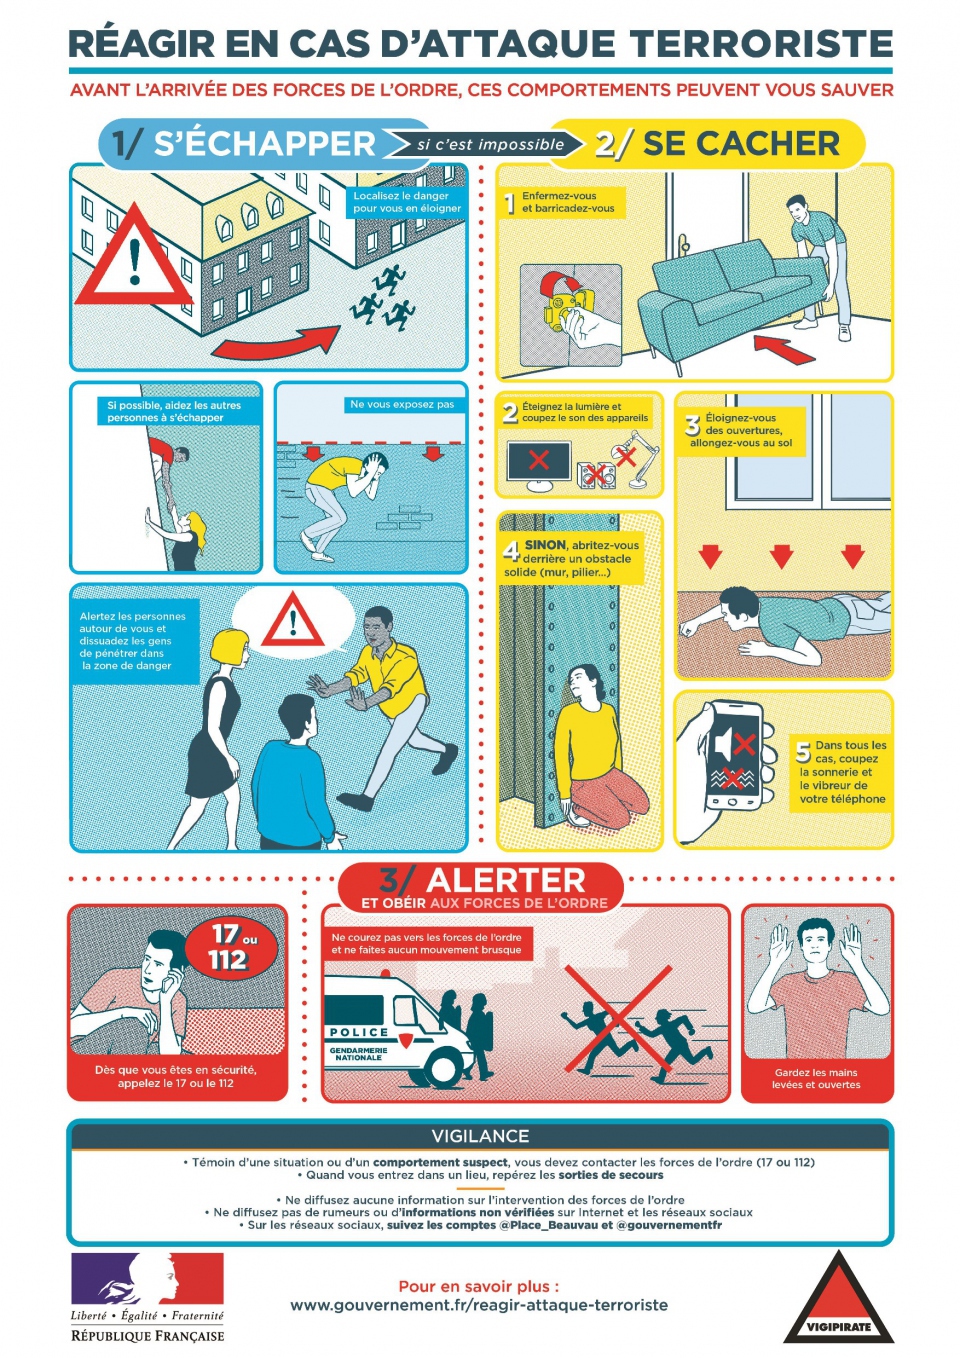 RÉAGIR EN CAS D'ATTAQUE TERRORISTE
AVANT L'ARRIVÉE DES FORCES DE L'ORDRE, CES COMPORTEMENTS PEUVENT VOUS SAUVER
1/ S'ÉCHAPPER
si c'est impossible
2/ SE CACHER
Localisez le danger
pour vous en éloigner
Si possible, aidez les autres
personnes à s'échapper
Ne vous exposez pas
Alertez les personnes
autour de vous et
dissuadez les gens
de pénétrer dans
la zone de danger
!
!
1 Enfermez-vous
et barricadez-vous
2 Éteignez la lumière et
coupez le son des appareils
3 Éloignez-vous
des ouvertures,
allongez-vous au sol
4 SINON, abritez-vous
derrière un obstacle
solide (mur, pilier...)
5 Dans tous les
cas, coupez
la sonnerie et
le vibreur de
votre téléphone
3/ ALERTER
ET OBÉIR AUX FORCES DE L'ORDRE
17 ou
112
Dès que vous êtes en sécurité,
appelez le 17 ou le 112
Ne courez pas vers les forces de l'ordre
et ne faites aucun mouvement brusque
POLICE
GENDARMERIE
NATIONALE
Gardez les mains
levées et ouvertes
VIGILANCE
• Témoin d'une situation ou d'un comportement suspect, vous devez contacter les forces de l'ordre (17 ou 112)
• Quand vous entrez dans un lieu, repérez les sorties de secours
• Ne diffusez aucune information sur l'intervention des forces de l'ordre
• Ne diffusez pas de rumeurs ou d'informations non vérifiées sur Internet et les réseaux sociaux
• Sur les réseaux sociaux, suivez les comptes @Place_Beauvau et @gouvernementfr
Liberté • Égalité • Fraternité
RÉPUBLIQUE FRANÇAISE
Pour en savoir plus :
www.gouvernement.fr/reagir-attaque-terroriste
VIGIPIRATE